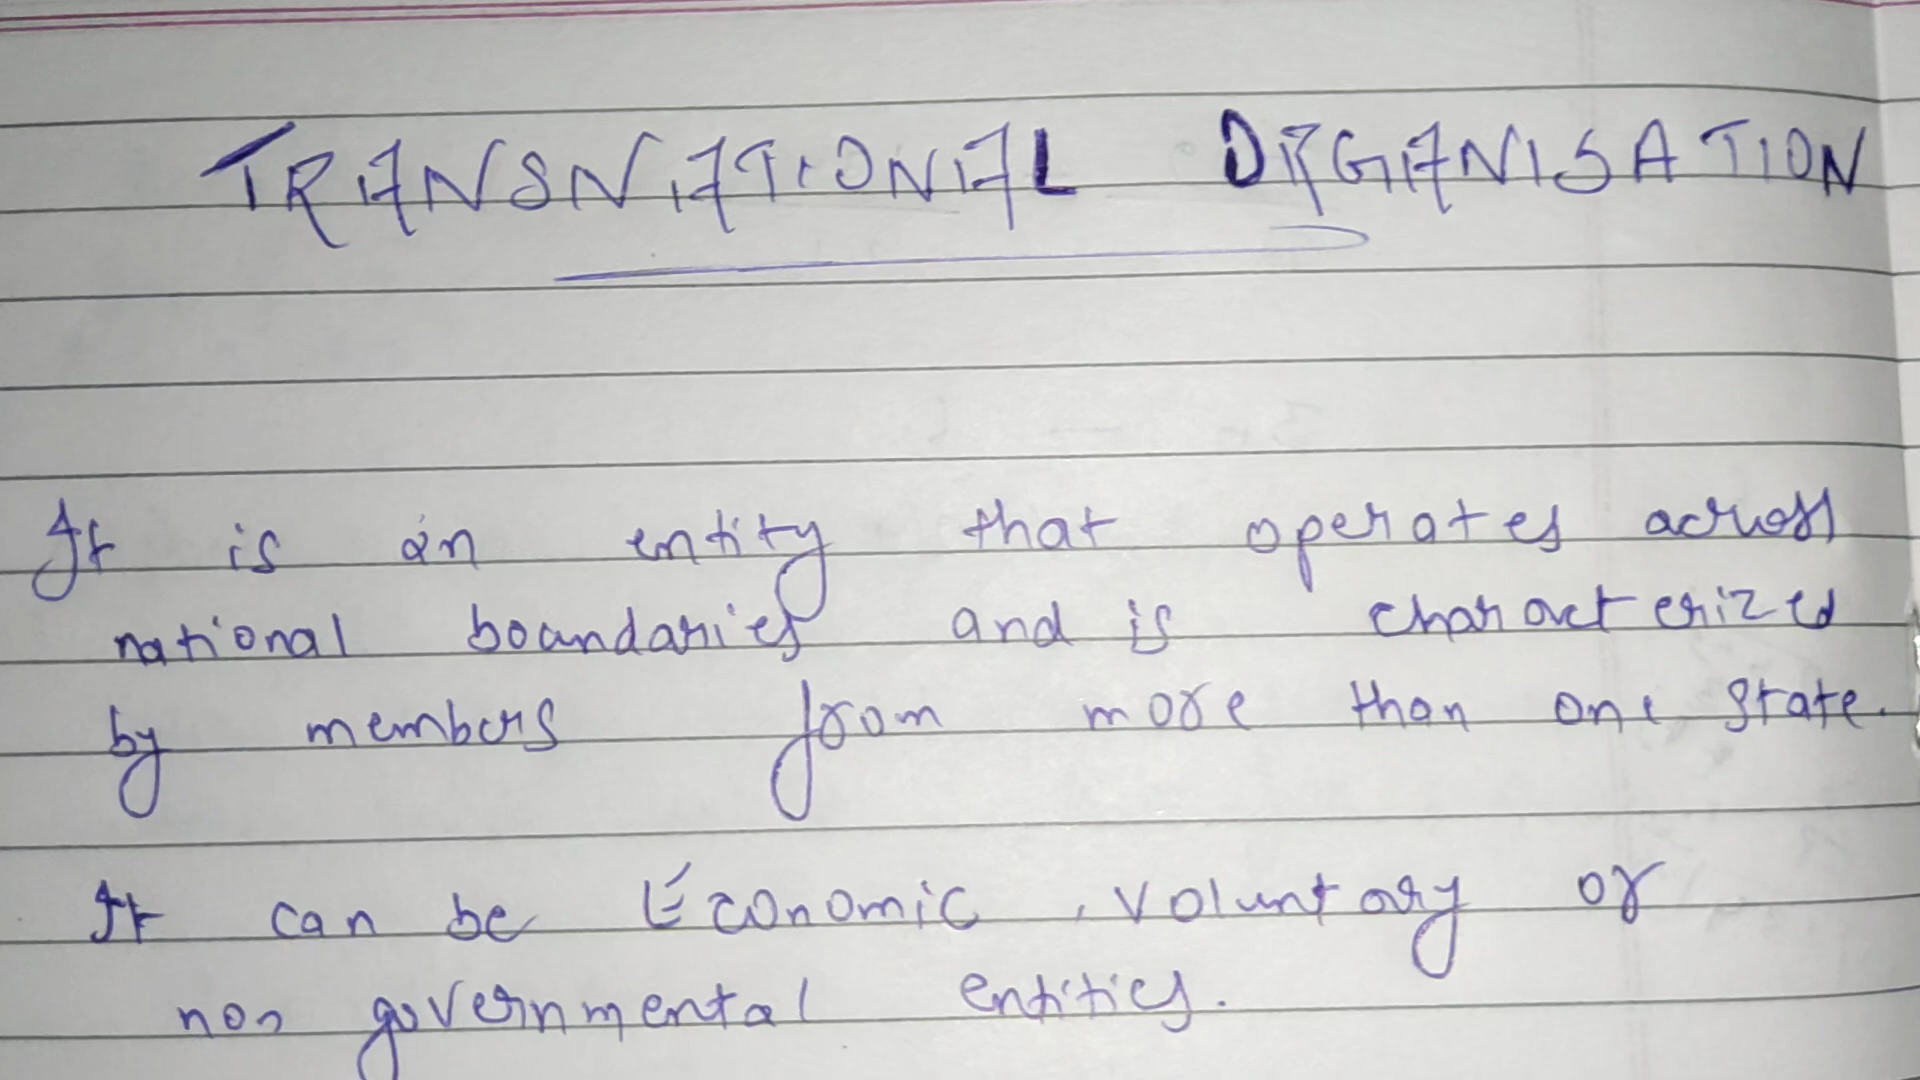 TRANSNATIONAL ORGANISATION
It is an entity that operates across
national boundaries and is characterized
by members from more than one state.
It can be Economic, voluntary or
non governmental entities.